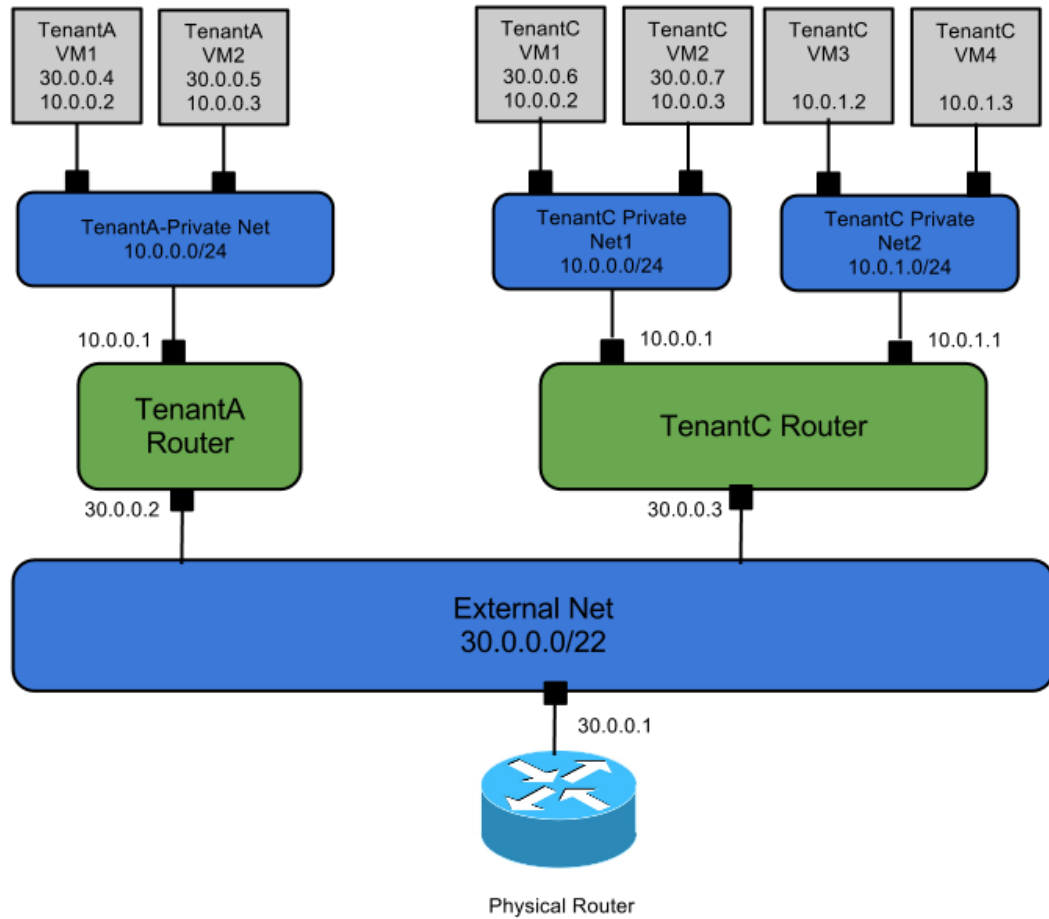 TenantA
VM1
30.0.0.4
10.0.0.2
TenantA
VM2
30.0.0.5
10.0.0.3
TenantC
VM1
30.0.0.6
10.0.0.2
TenantC
VM2
30.0.0.7
10.0.0.3
TenantC
VM3
10.0.1.2
TenantC
VM4
10.0.1.3
TenantA-Private Net
10.0.0.0/24
TenantC Private
Net1
10.0.0.0/24
TenantC Private
Net2
10.0.1.0/24
10.0.0.1
10.0.0.1
10.0.1.1
TenantA
Router
TenantC Router
30.0.0.2
30.0.0.3
External Net
30.0.0.0/22
30.0.0.1
Physical Router